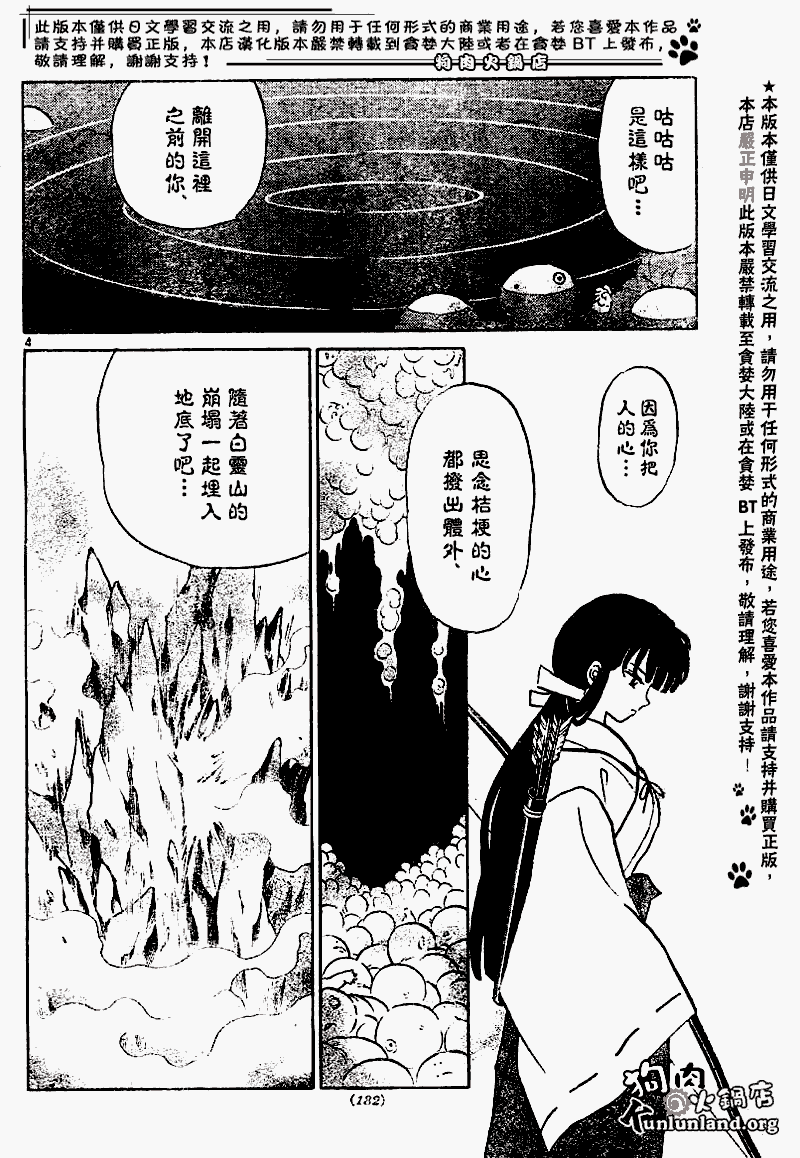 此版本僅供日文學習交流之用，請勿用于任何形式的商業用途，若您喜愛本作品
請支持并購買正版，本店漢化版本嚴禁轉載到貪婪大陸或者在貪婪 BT 上發布，
敬請理解，謝謝支持！
狗肉火鍋店
★本版本僅供日文學習交流之用，請勿用于任何形式的商業用途，若您喜愛本作品請支持并購買正版，
本店嚴正申明此版本嚴禁轉載至貪婪大陸或在貪婪 BT 上發布，敬請理解，謝謝支持！
咕咕咕
是這樣吧…
離開這裡
之前的你、
4
因為你把
人的心…
思念桔梗的心
都撥出體外、
隨著白靈山的
崩塌一起埋入
地底了吧…
(132)
狗肉火鍋店
kunlunland.org